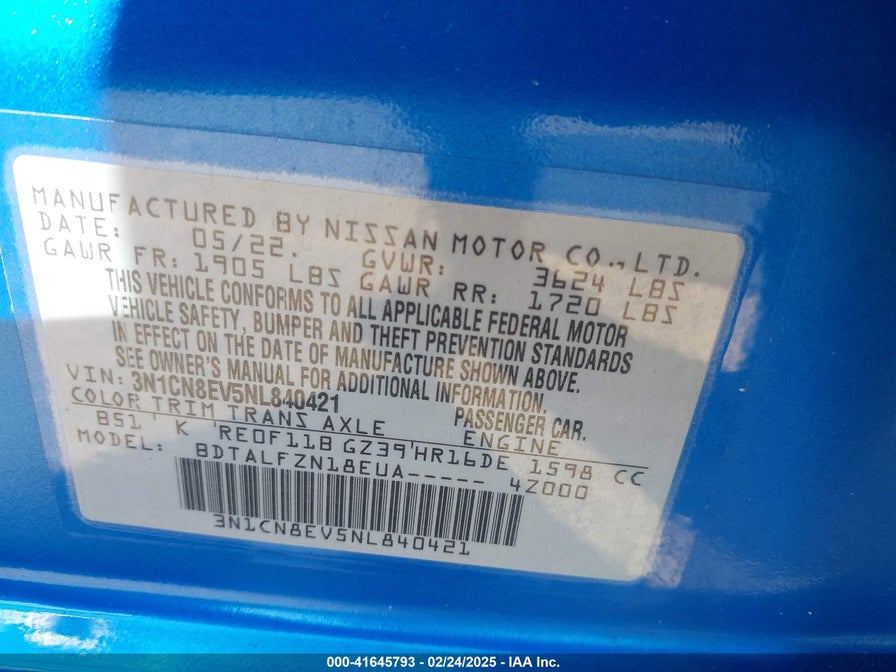 MANUFACTURED BY NISSAN MOTOR CO.,LTD.
DATE: 05/22. GVWR: 3624 LBS
GAWR FR: 1905 LBS GAWR RR: 1720 LBS
THIS VEHICLE CONFORMS TO ALL APPLICABLE FEDERAL MOTOR
VEHICLE SAFETY, BUMPER AND THEFT PREVENTION STANDARDS
IN EFFECT ON THE DATE OF MANUFACTURE SHOWN ABOVE.
SEE OWNER'S MANUAL FOR ADDITIONAL INFORMATION.
VIN: 3N1CN8EV5NL840421 PASSENGER CAR.
COLOR TRIM TRANS AXLE ENGINE
B51' K 'RE0F11B GZ39'HR16DE 1598 CC
MODEL: BDTALFZN18EUA----- 4Z000
3N1CN8EV5NL840421
000-41645793 - 02/24/2025 - IAA Inc.